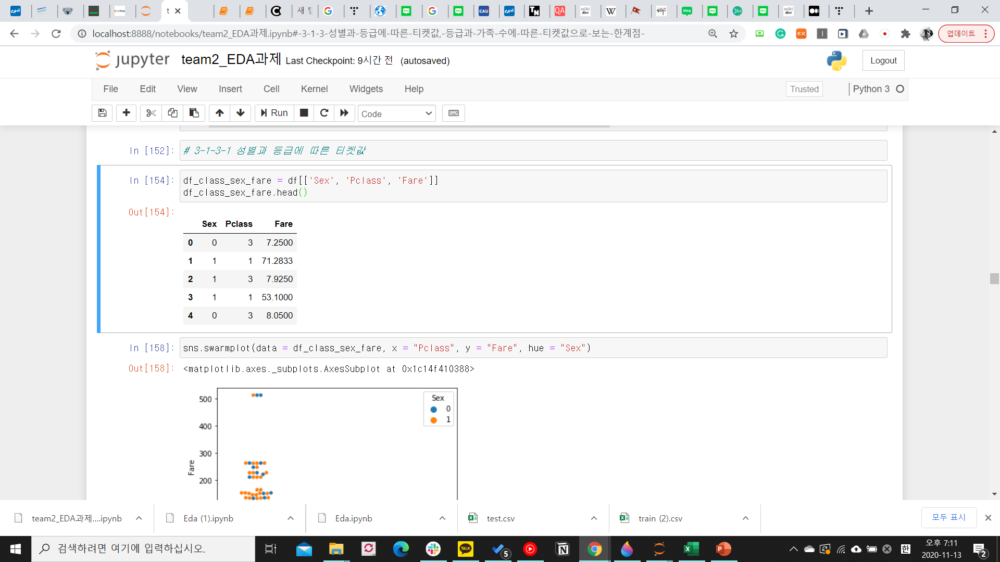 t
새 탭
localhost:8888/notebooks/team2_EDA과제.ipynb#-3-1-3-성별과-등급에-따른-티켓값,-등급과-가족-수에-따른-티켓값으로-보는-한계점-
업데이트
jupyter team2_EDA과제 Last Checkpoint: 9시간 전 (autosaved)
Logout
File Edit View Insert Cell Kernel Widgets Help
Trusted
Python 3
Run
Code
In [152]: # 3-1-3-1 성별과 등급에 따른 티켓값
In [154]: df_class_sex_fare = df[['Sex', 'Pclass', 'Fare']]
df_class_sex_fare.head()
Out[154]:
Sex Pclass Fare
0 0 3 7.2500
1 1 1 71.2833
2 1 3 7.9250
3 1 1 53.1000
4 0 3 8.0500
In [158]: sns.swarmplot(data = df_class_sex_fare, x = "Pclass", y = "Fare", hue = "Sex")
Out[158]: <matplotlib.axes._subplots.AxesSubplot at 0x1c14f410388>
500
400
300
200
Fare
Sex
0
1
team2_EDA과제....ipynb
Eda (1).ipynb
Eda.ipynb
test.csv
train (2).csv
모두 표시
검색하려면 여기에 입력하십시오.
TALK
5
한
오후 7:11
2020-11-13
2